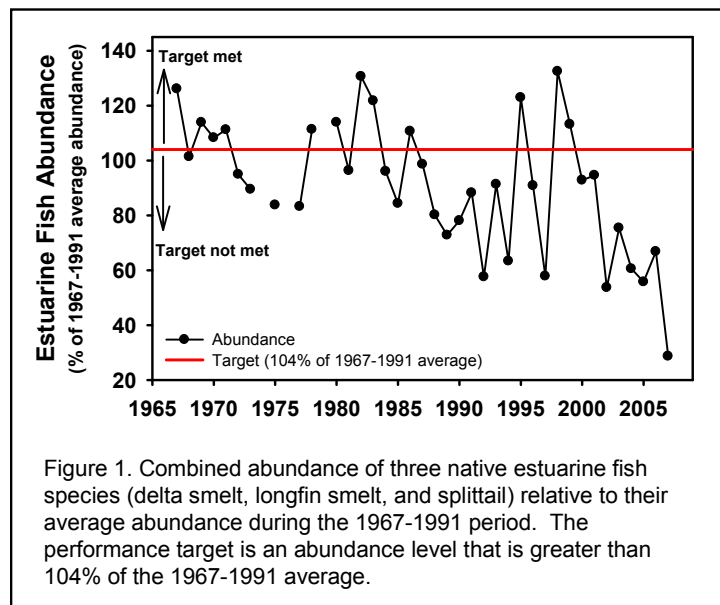 Estuarine Fish Abundance
(% of 1967-1991 average abundance)
140
120
100
80
60
40
20
Target met
Target not met
Abundance
Target (104% of 1967-1991 average)
1965 1970 1975 1980 1985 1990 1995 2000 2005
Figure 1. Combined abundance of three native estuarine fish
species (delta smelt, longfin smelt, and splittail) relative to their
average abundance during the 1967-1991 period. The
performance target is an abundance level that is greater than
104% of the 1967-1991 average.